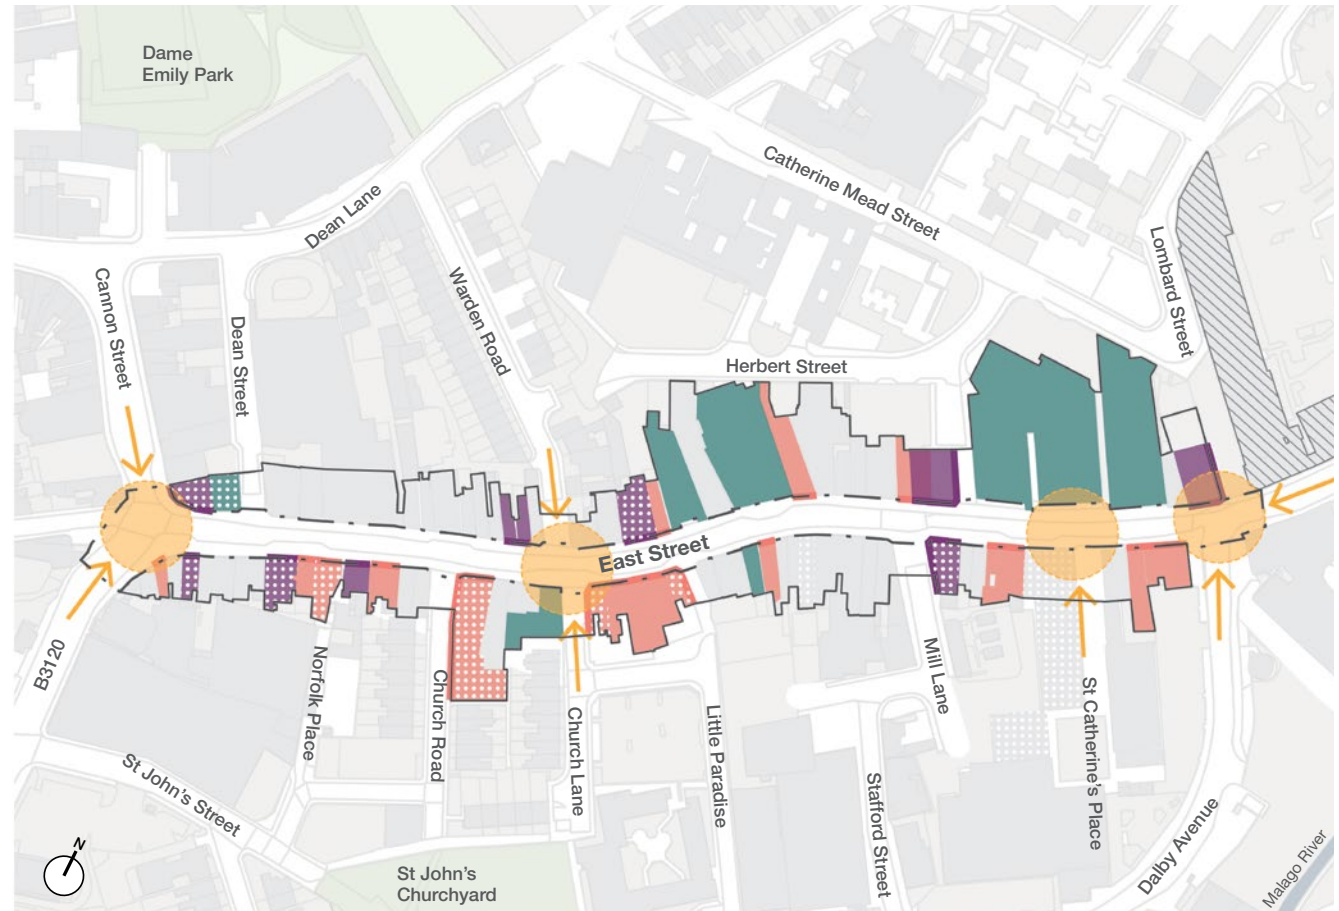 Dame
Emily Park
Catherine Mead Street
Dean Lane
Lombard Street
Cannon Street
Warden Road
Dean Street
Herbert Street
East Street
B3120
Norfolk Place
Church Road
Church Lane
Little Paradise
Mill Lane
St Catherine's Place
Stafford Street
St John's Street
Dalby Avenue
Malago River
N
St John's
Churchyard